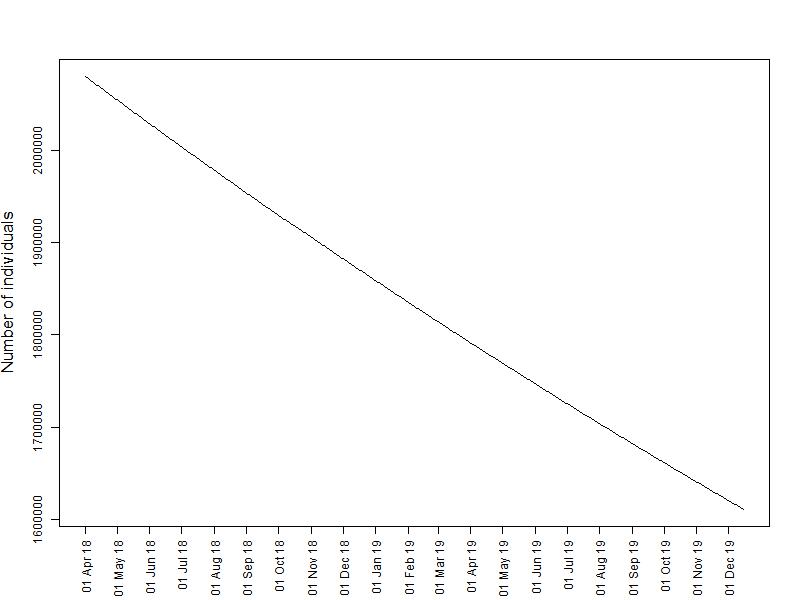 Number of individuals
2000000
1900000
1800000
1700000
1600000
01 Apr 18
01 May 18
01 Jun 18
01 Jul 18
01 Aug 18
01 Sep 18
01 Oct 18
01 Nov 18
01 Dec 18
01 Jan 19
01 Feb 19
01 Mar 19
01 Apr 19
01 May 19
01 Jun 19
01 Jul 19
01 Aug 19
01 Sep 19
01 Oct 19
01 Nov 19
01 Dec 19